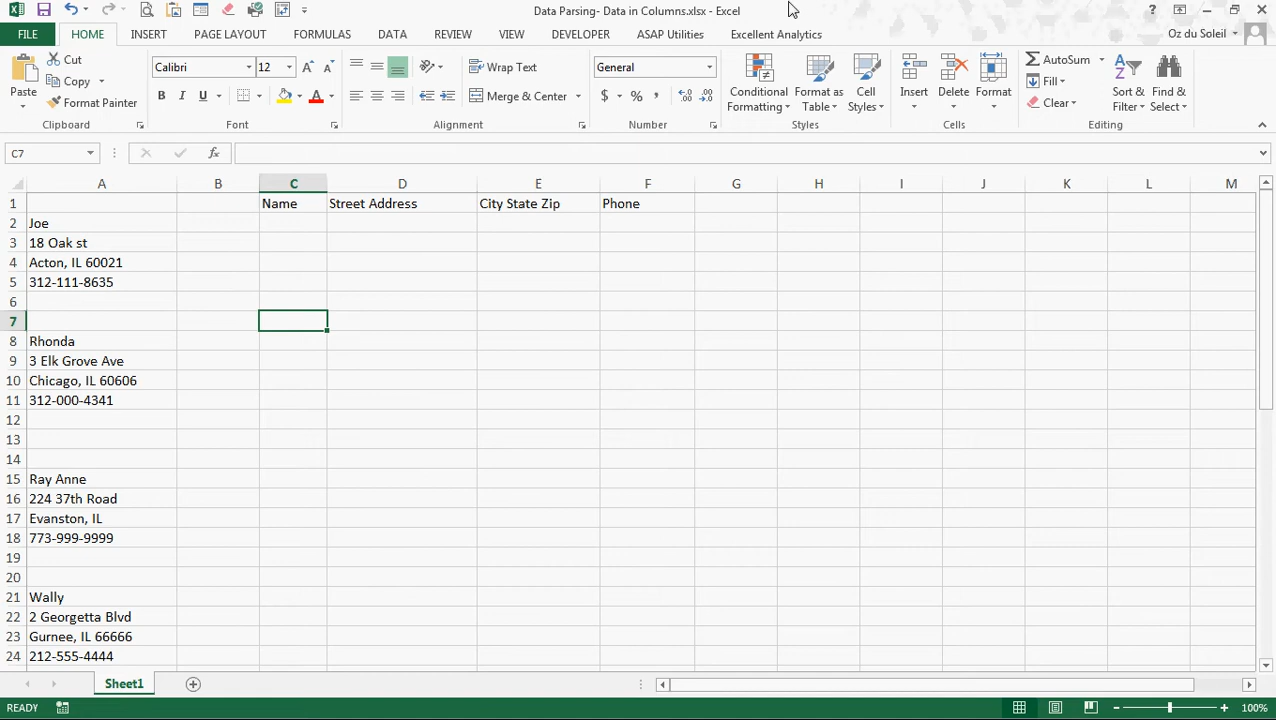 Data Parsing- Data in Columns.xlsx - Excel
?
FILE HOME INSERT PAGE LAYOUT FORMULAS DATA REVIEW VIEW DEVELOPER ASAP Utilities Excellent Analytics Oz du Soleil
Paste
Cut
Copy
Format Painter
Clipboard
Calibri 12
B I U A
Font
Wrap Text
Merge & Center
Alignment
General
$ % ,
Number
Conditional Formatting
Format as Table
Cell Styles
Styles
Insert Delete Format
Cells
AutoSum
Fill
Clear
Sort & Filter
Find & Select
Editing
C7 fx
A B C D E F G H I J K L M
1 Name Street Address City State Zip Phone
2 Joe
3 18 Oak st
4 Acton, IL 60021
5 312-111-8635
6
7
8 Rhonda
9 3 Elk Grove Ave
10 Chicago, IL 60606
11 312-000-4341
12
13
14
15 Ray Anne
16 224 37th Road
17 Evanston, IL
18 773-999-9999
19
20
21 Wally
22 2 Georgetta Blvd
23 Gurnee, IL 66666
24 212-555-4444
Sheet1
READY 100%